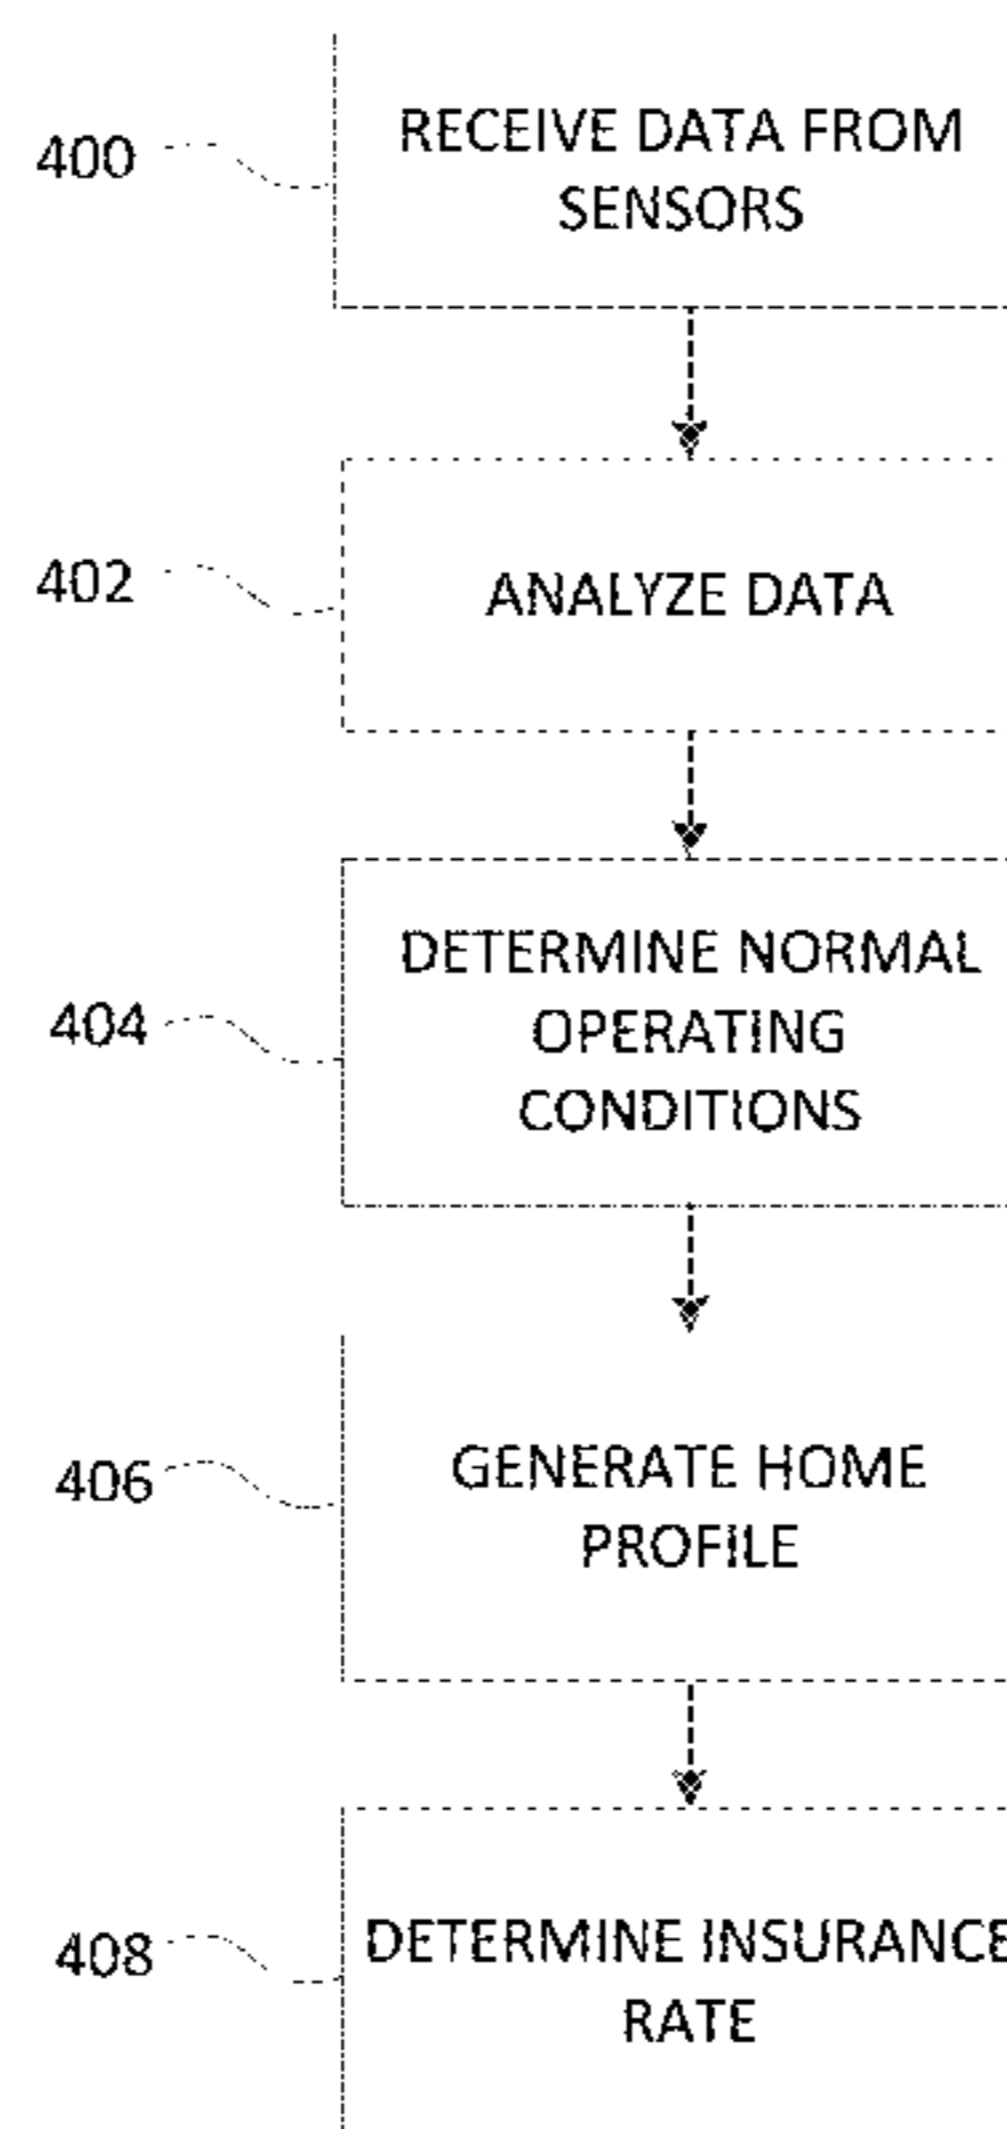 400
RECEIVE DATA FROM
SENSORS
402
ANALYZE DATA
DETERMINE NORMAL
404
OPERATING
CONDITIONS
406
GENERATE HOME
PROFILE
408
DETERMINE INSURANCE
RATE